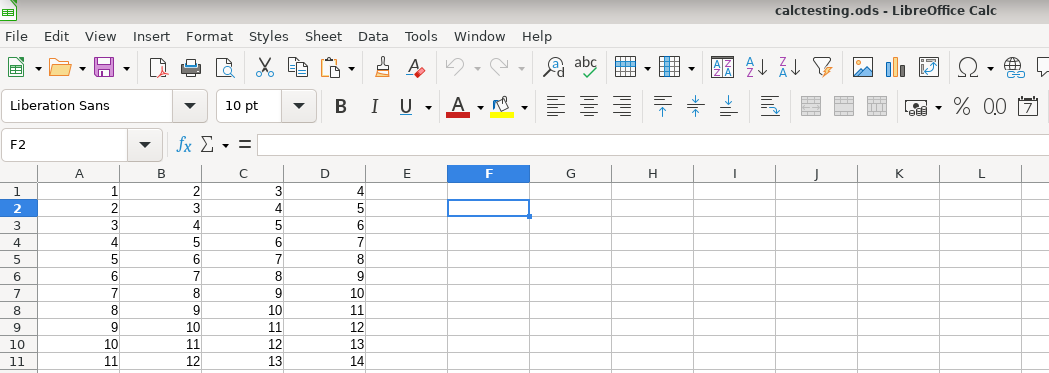 calctesting.ods - LibreOffice Calc
File Edit View Insert Format Styles Sheet Data Tools Window Help
a d abc A Z Z A A Z Z A
Liberation Sans 10 pt B I U A % 0.0 7
F2 fx Σ =
A B C D E F G H I J K L
1 1 2 3 4
2 2 3 4 5
3 3 4 5 6
4 4 5 6 7
5 5 6 7 8
6 6 7 8 9
7 7 8 9 10
8 8 9 10 11
9 9 10 11 12
10 10 11 12 13
11 11 12 13 14